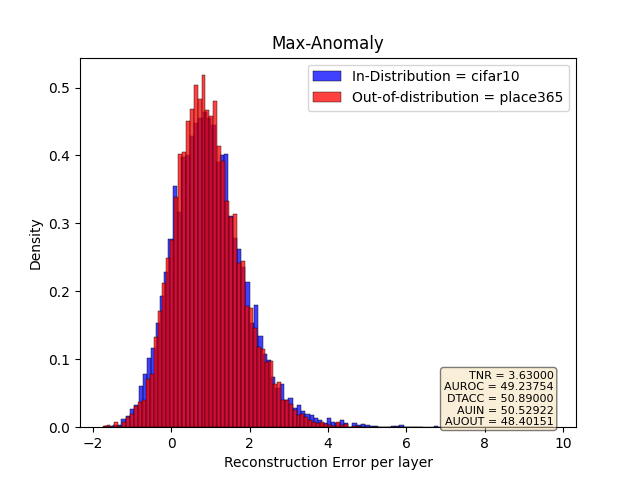 Max-Anomaly
In-Distribution = cifar10
Out-of-distribution = place365
0.5
0.4
0.3
0.2
0.1
0.0
Density
TNR = 3.63000
AUROC = 49.23754
DTACC = 50.89000
AUIN = 50.52922
AUOUT = 48.40151
−2 0 2 4 6 8 10
Reconstruction Error per layer